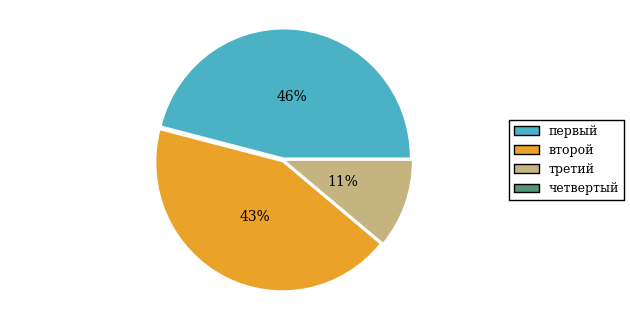 46%
43%
11%
первый
второй
третий
четвертый